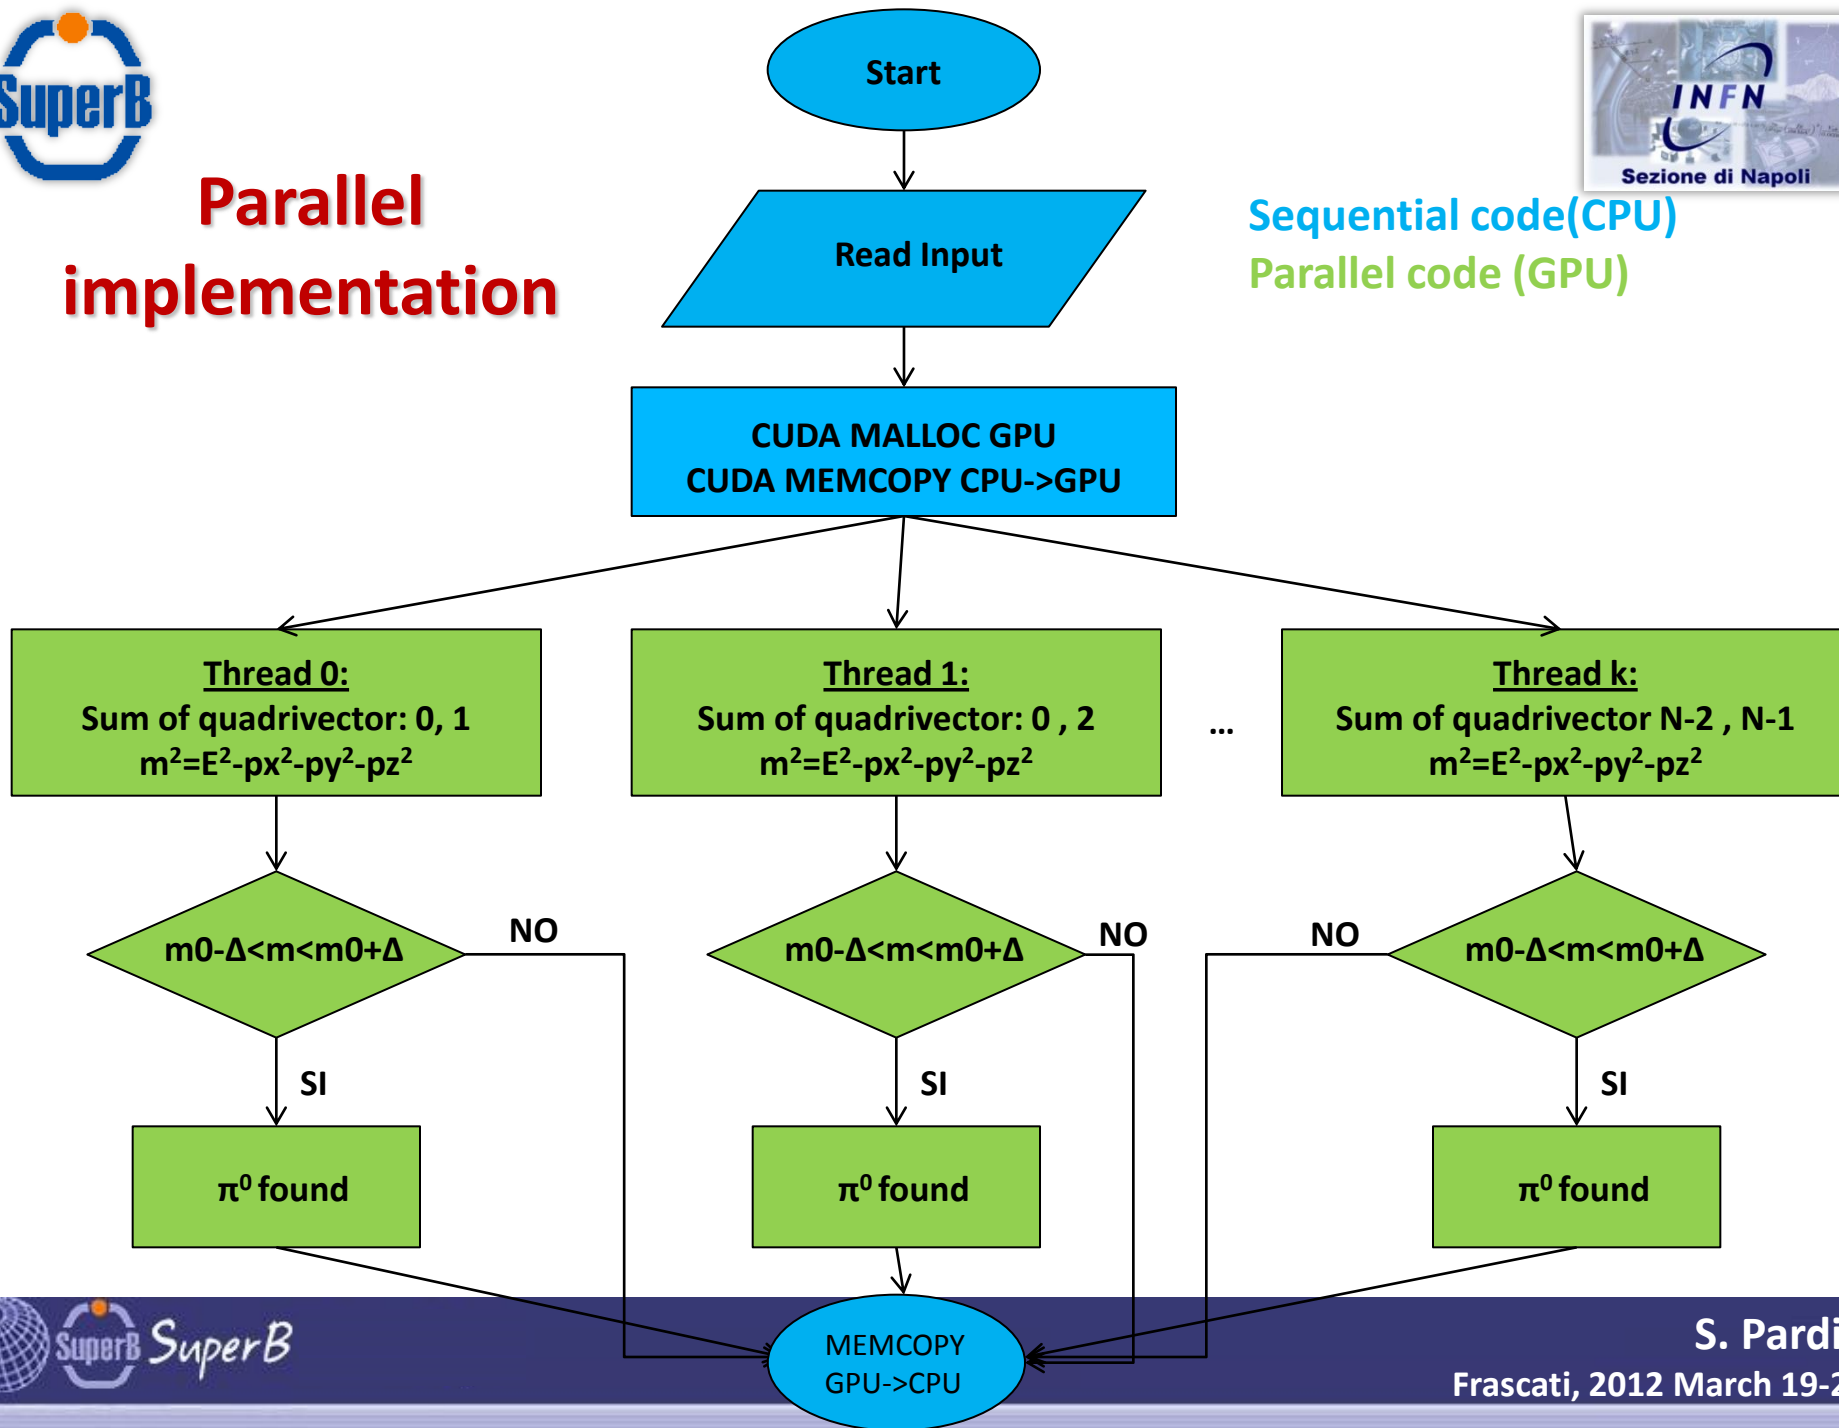 SuperB
Parallel
implementation
Start
Read Input
INFN
Sezione di Napoli
Sequential code(CPU)
Parallel code (GPU)
CUDA MALLOC GPU
CUDA MEMCOPY CPU->GPU
Thread 0:
Sum of quadrivector: 0, 1
m²=E²-px²-py²-pz²
Thread 1:
Sum of quadrivector: 0 , 2
m²=E²-px²-py²-pz²
...
Thread k:
Sum of quadrivector N-2 , N-1
m²=E²-px²-py²-pz²
m0-Δ<m<m0+Δ
NO
m0-Δ<m<m0+Δ
NO
NO
m0-Δ<m<m0+Δ
SI
SI
SI
π⁰ found
π⁰ found
π⁰ found
SuperB SuperB
MEMCOPY
GPU->CPU
S. Pardi
Frascati, 2012 March 19-2